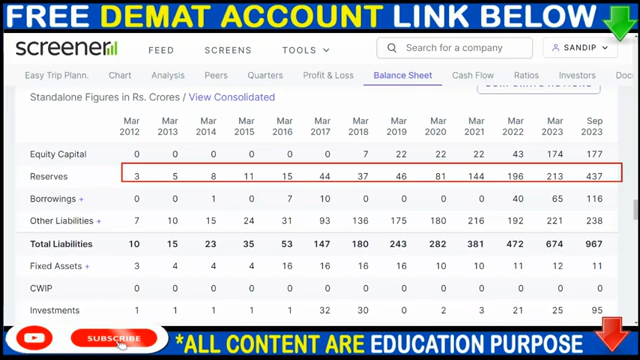 FREE DEMAT ACCOUNT LINK BELOW
screener FEED SCREENS TOOLS Search for a company SANDIP
Easy Trip Plann. Chart Analysis Peers Quarters Profit & Loss Balance Sheet Cash Flow Ratios Investors Doc
Standalone Figures in Rs. Crores / View Consolidated
Mar 2012 Mar 2013 Mar 2014 Mar 2015 Mar 2016 Mar 2017 Mar 2018 Mar 2019 Mar 2020 Mar 2021 Mar 2022 Mar 2023 Sep 2023
Equity Capital 0 0 0 0 0 0 7 22 22 22 43 174 177
Reserves 3 5 8 11 15 44 37 46 81 144 196 213 437
Borrowings + 0 0 1 0 7 10 0 0 0 0 40 65 116
Other Liabilities + 7 10 15 24 31 93 136 175 180 216 192 221 238
Total Liabilities 10 15 23 35 53 147 180 243 282 381 472 674 967
Fixed Assets + 3 4 4 4 16 16 16 16 10 10 11 12 11
CWIP 0 0 0 0 0 0 0 0 0 0 0 0 0
Investments 1 1 1 1 1 32 30 0 2 3 21 25 95
SUBSCRIBE *ALL CONTENT ARE EDUCATION PURPOSE